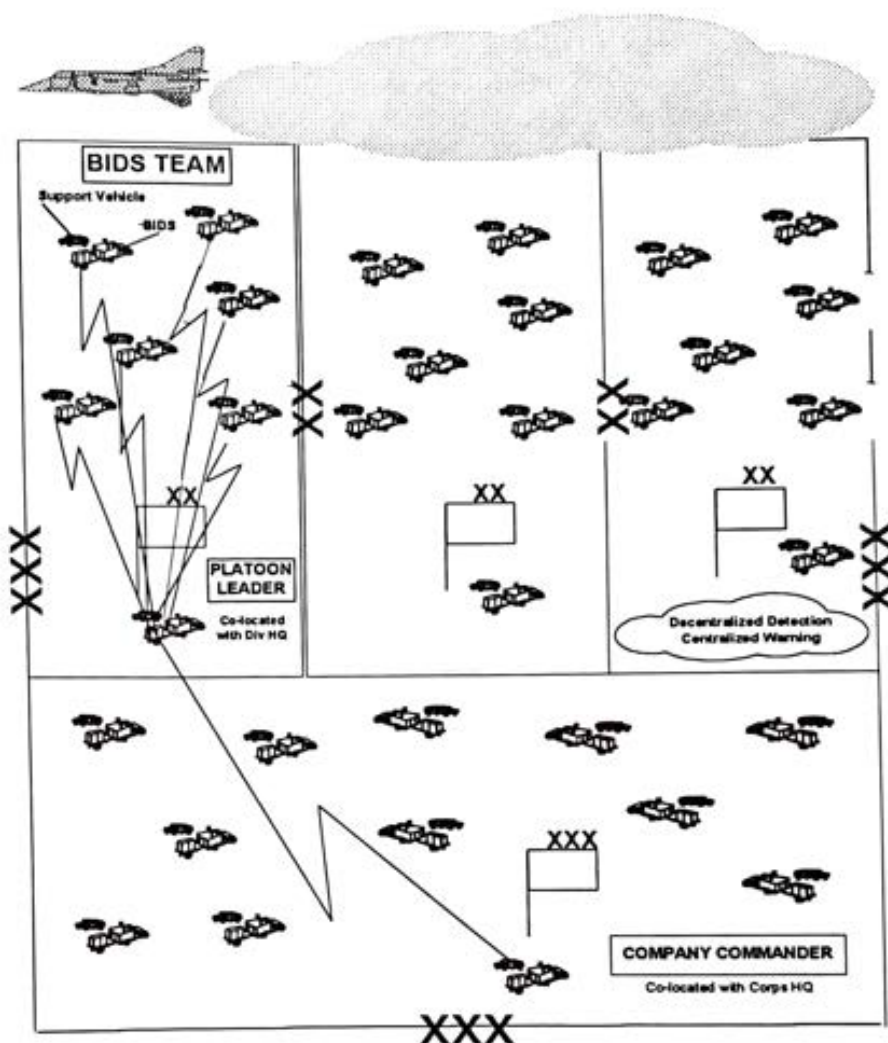 BIDS TEAM
Support Vehicle
BIDS
XX
XX
XX
XX
XX
XXX
XXX
PLATOON
LEADER
Co-located
with Div HQ
Decentralized Detection
Centralized Warning
XXX
COMPANY COMMANDER
Co-located with Corps HQ
XXX